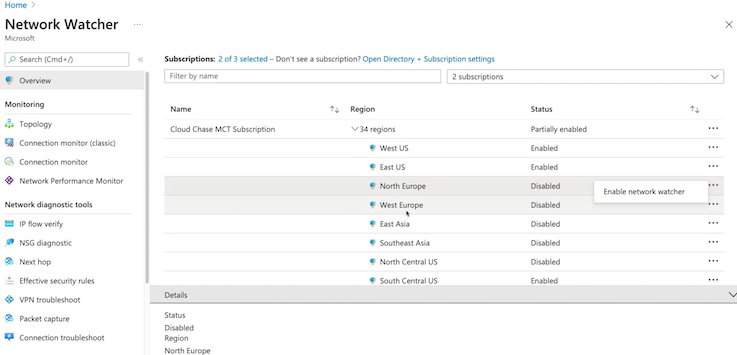 Home >
Network Watcher ...
Microsoft
Search (Cmd+/) «
Overview
Monitoring
Topology
Connection monitor (classic)
Connection monitor
Network Performance Monitor
Network diagnostic tools
IP flow verify
NSG diagnostic
Next hop
Effective security rules
VPN troubleshoot
Packet capture
Connection troubleshoot
Subscriptions: 2 of 3 selected – Don't see a subscription? Open Directory + Subscription settings
Filter by name 2 subscriptions
Name Region Status
Cloud Chase MCT Subscription 34 regions Partially enabled ...
West US Enabled ...
East US Enabled ...
North Europe Disabled ...
Enable network watcher
West Europe Disabled ...
East Asia Disabled ...
Southeast Asia Disabled ...
North Central US Disabled ...
South Central US Enabled ...
Details
Status
Disabled
Region
North Europe